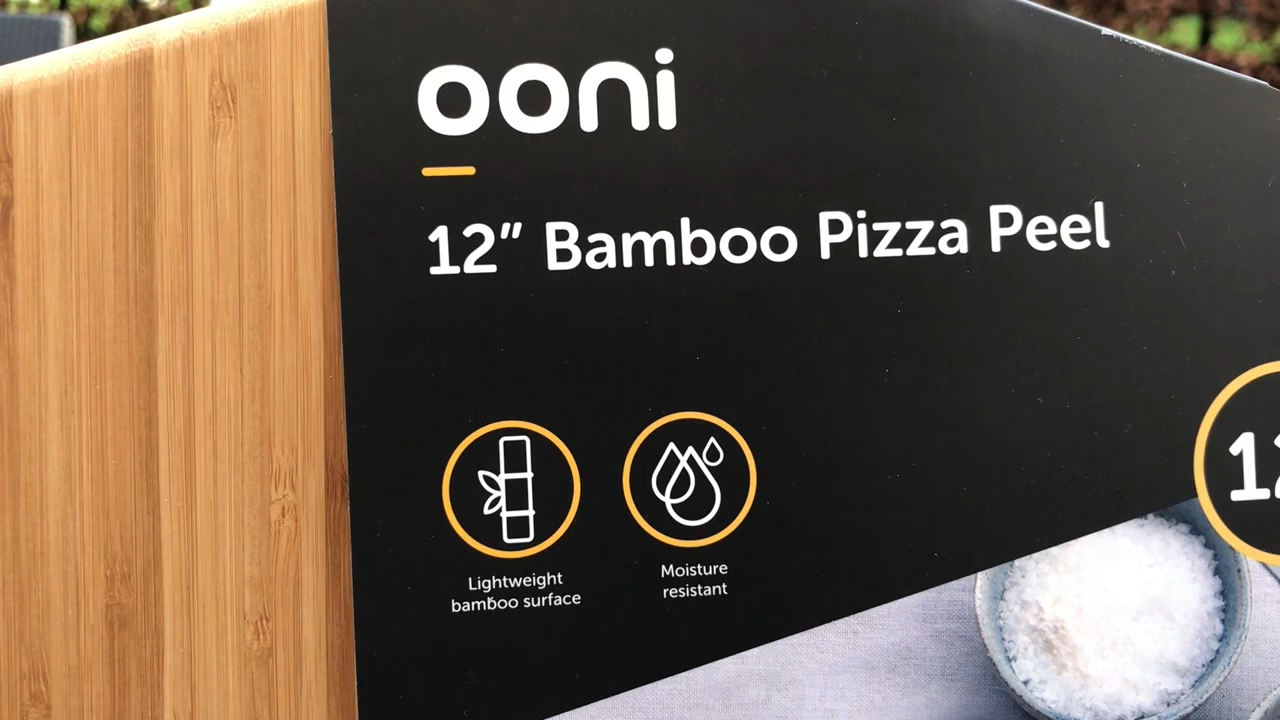 ooni
12″ Bamboo Pizza Peel
Lightweight
bamboo surface
Moisture
resistant